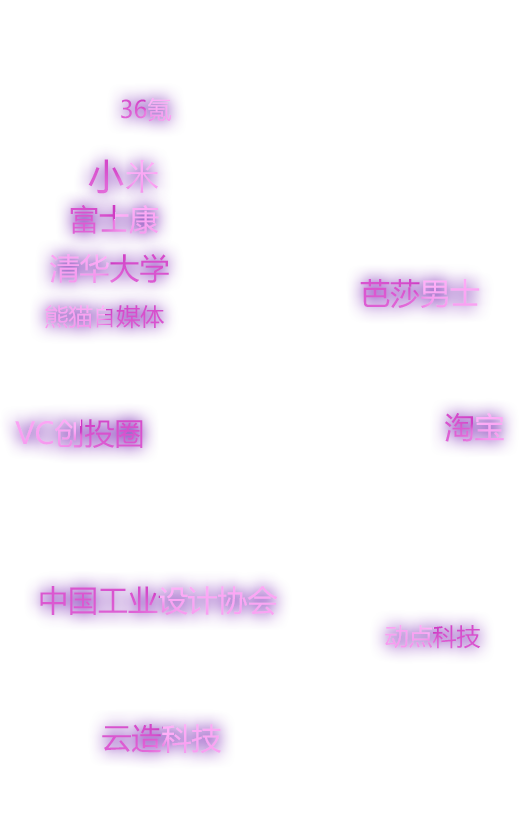 36氪
小米
富士康
清华大学
芭莎男士
熊猫自媒体
淘宝
VC创投圈
中国工业设计协会
动点科技
云造科技